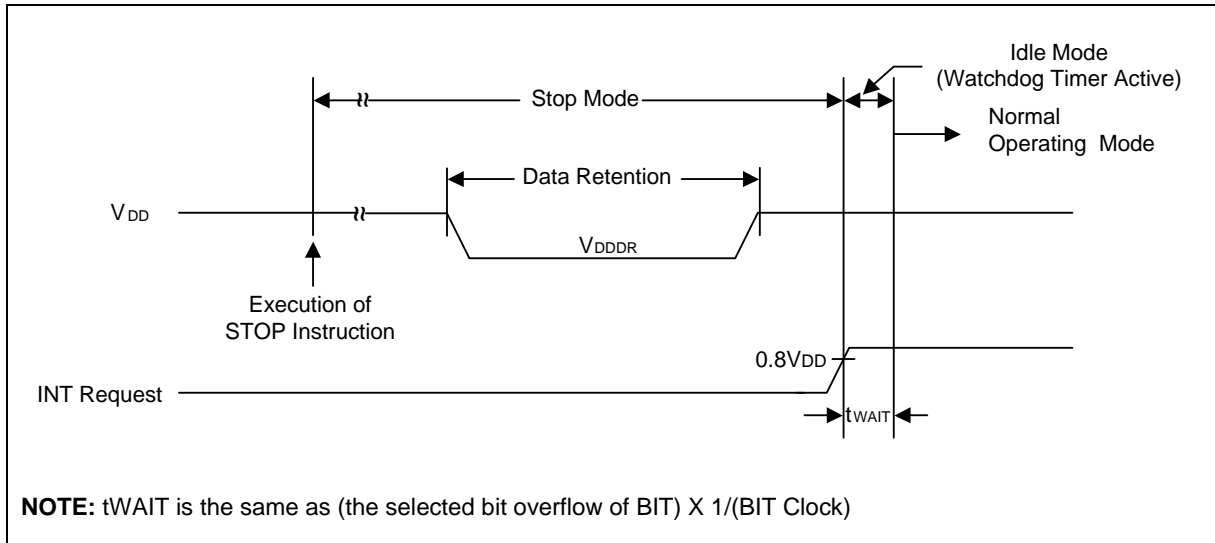 Idle Mode
(Watchdog Timer Active)
Stop Mode
Normal
Operating Mode
Data Retention
VDD
VDDDR
Execution of
STOP Instruction
0.8VDD
INT Request
tWAIT
NOTE: tWAIT is the same as (the selected bit overflow of BIT) X 1/(BIT Clock)